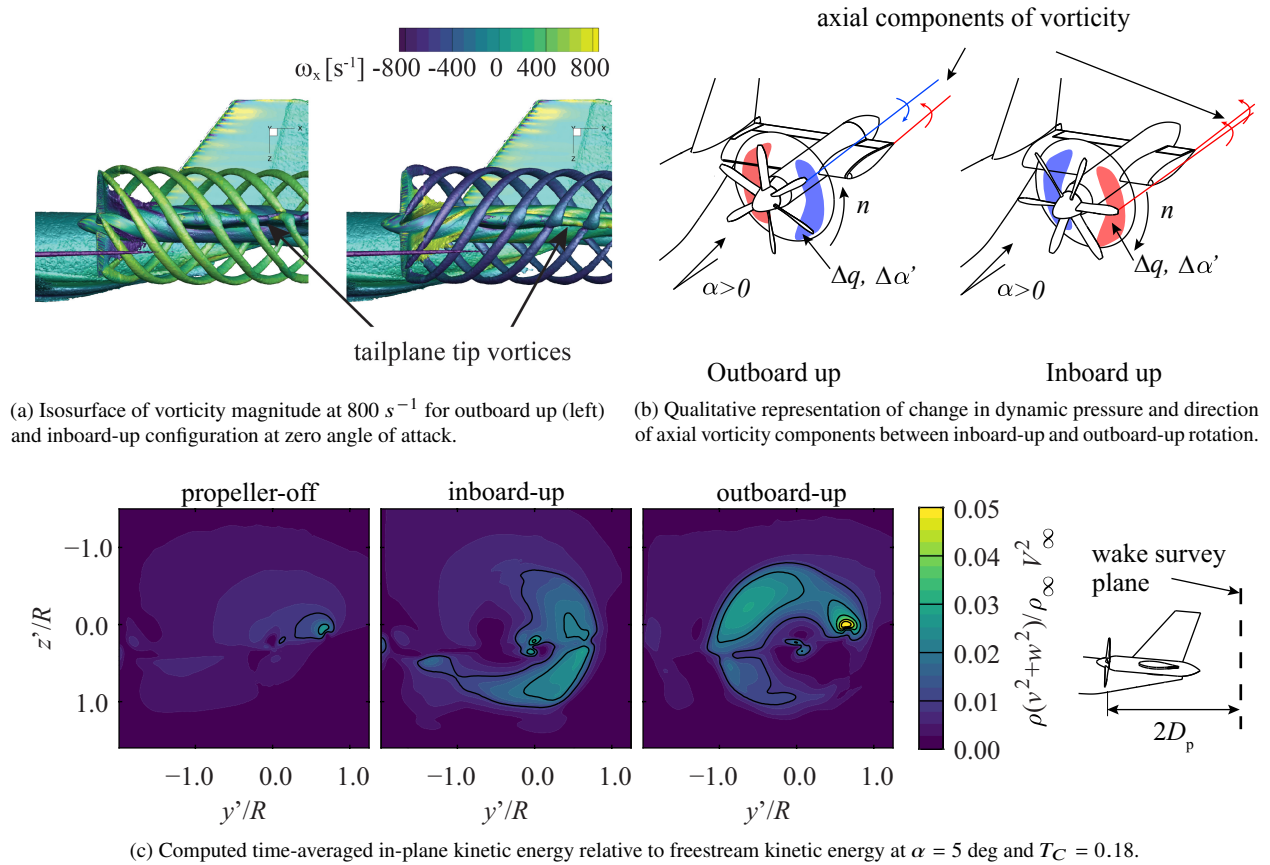 axial components of vorticity
ω_x [s⁻¹] -800 -400 0 400 800
Y X
Z
tailplane tip vortices
n
Δq, Δα'
α>0
Outboard up
n
Δq, Δα'
α>0
Inboard up
(a) Isosurface of vorticity magnitude at 800 s⁻¹ for outboard up (left)
and inboard-up configuration at zero angle of attack.
(b) Qualitative representation of change in dynamic pressure and direction
of axial vorticity components between inboard-up and outboard-up rotation.
propeller-off inboard-up outboard-up
z'/R
−1.0
0.0
1.0
−1.0 0.0 1.0
y'/R
−1.0 0.0 1.0
y'/R
−1.0 0.0 1.0
y'/R
0.05
0.04
0.03
0.02
0.01
0.00
ρ(v²+w²)/ρ∞ V²∞
wake survey
plane
2Dₚ
(c) Computed time-averaged in-plane kinetic energy relative to freestream kinetic energy at α = 5 deg and T_C = 0.18.